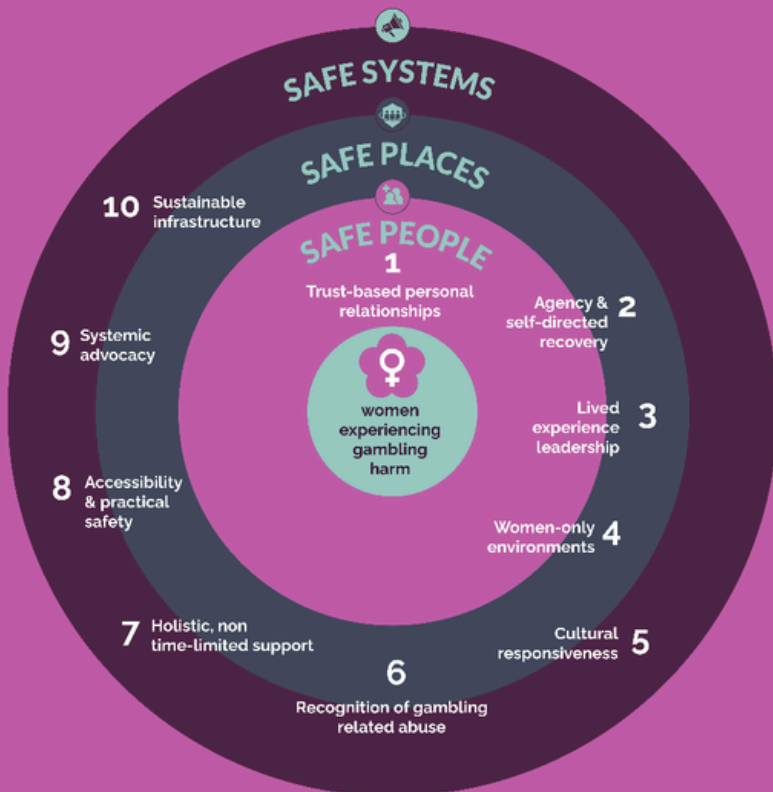 SAFE SYSTEMS
SAFE PLACES
SAFE PEOPLE
1
Trust-based personal
relationships
2
Agency &
self-directed
recovery
3
Lived
experience
leadership
4
Women-only
environments
5
Cultural
responsiveness
6
Recognition of gambling
related abuse
7
Holistic, non
time-limited support
8
Accessibility
& practical
safety
9
Systemic
advocacy
10
Sustainable
infrastructure
women
experiencing
gambling
harm